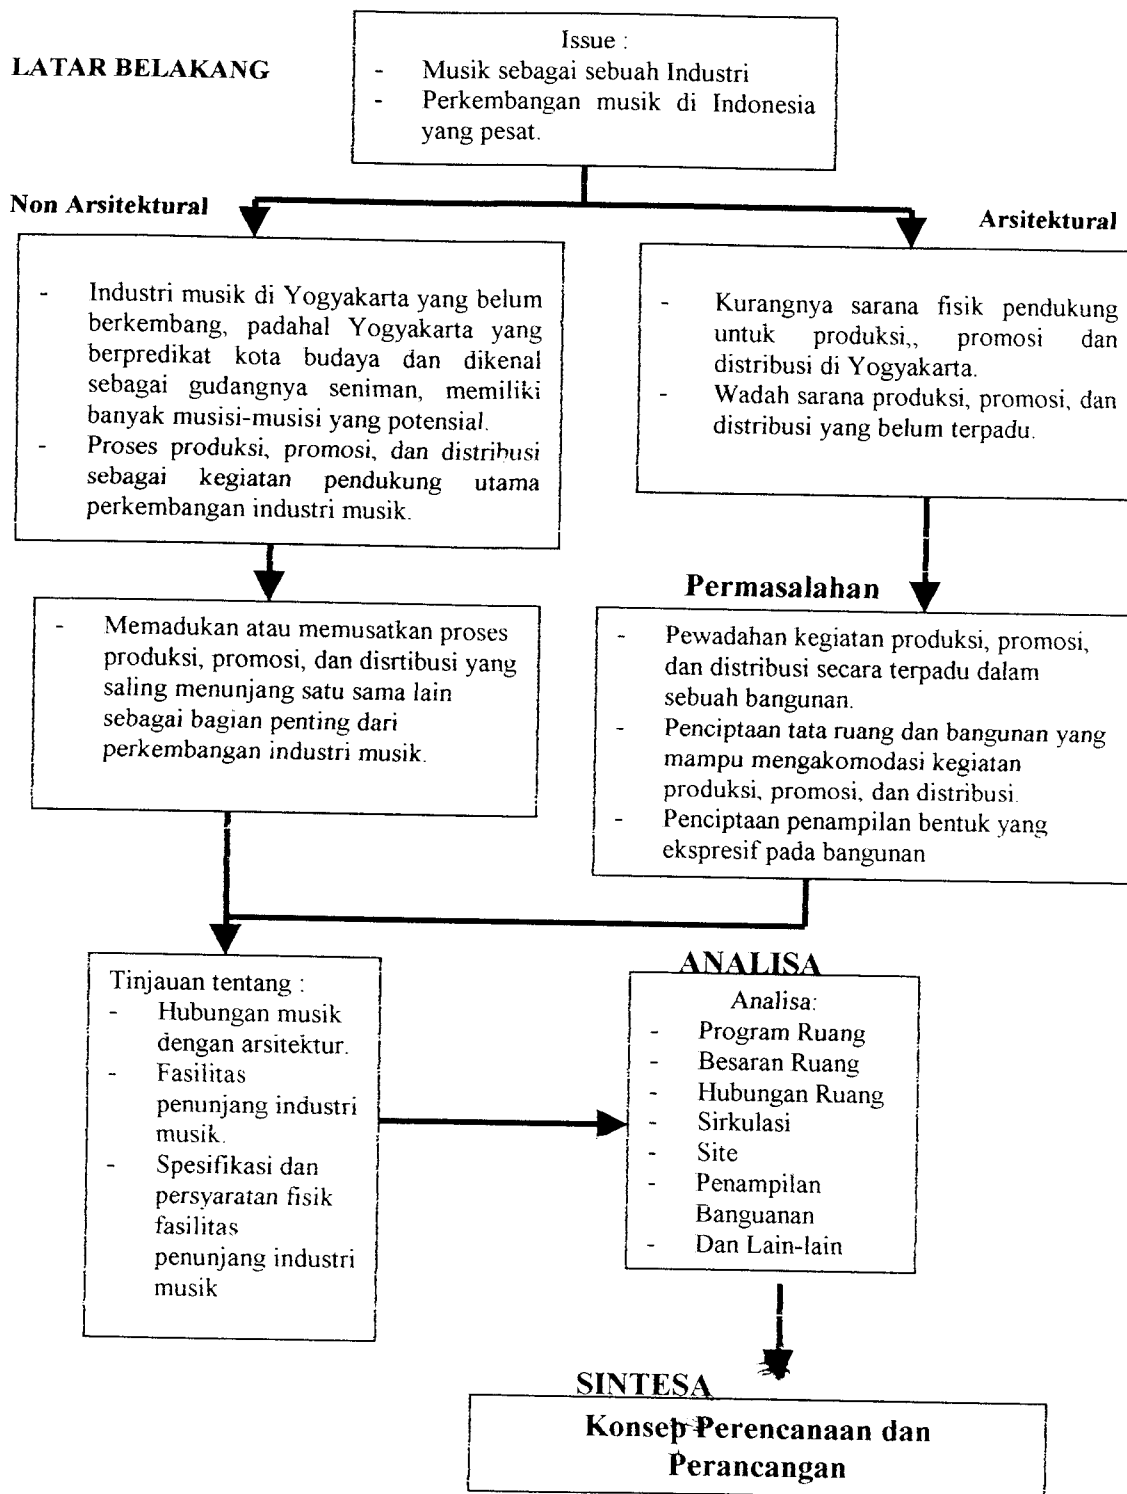 LATAR BELAKANG
Issue :
- Musik sebagai sebuah Industri
- Perkembangan musik di Indonesia
yang pesat.
Non Arsitektural
Arsitektural
- Industri musik di Yogyakarta yang belum
berkembang, padahal Yogyakarta yang
berpredikat kota budaya dan dikenal
sebagai gudangnya seniman, memiliki
banyak musisi-musisi yang potensial.
- Proses produksi, promosi, dan distribusi
sebagai kegiatan pendukung utama
perkembangan industri musik.
- Kurangnya sarana fisik pendukung
untuk produksi,, promosi dan
distribusi di Yogyakarta.
- Wadah sarana produksi, promosi, dan
distribusi yang belum terpadu.
- Memadukan atau memusatkan proses
produksi, promosi, dan disrtibusi yang
saling menunjang satu sama lain
sebagai bagian penting dari
perkembangan industri musik.
Permasalahan
- Pewadahan kegiatan produksi, promosi,
dan distribusi secara terpadu dalam
sebuah bangunan.
- Penciptaan tata ruang dan bangunan yang
mampu mengakomodasi kegiatan
produksi, promosi, dan distribusi.
- Penciptaan penampilan bentuk yang
ekspresif pada bangunan
Tinjauan tentang :
- Hubungan musik
dengan arsitektur.
- Fasilitas
penunjang industri
musik.
- Spesifikasi dan
persyaratan fisik
fasilitas
penunjang industri
musik
ANALISA
Analisa:
- Program Ruang
- Besaran Ruang
- Hubungan Ruang
- Sirkulasi
- Site
- Penampilan
Banguanan
- Dan Lain-lain
SINTESA
Konsep Perencanaan dan
Perancangan